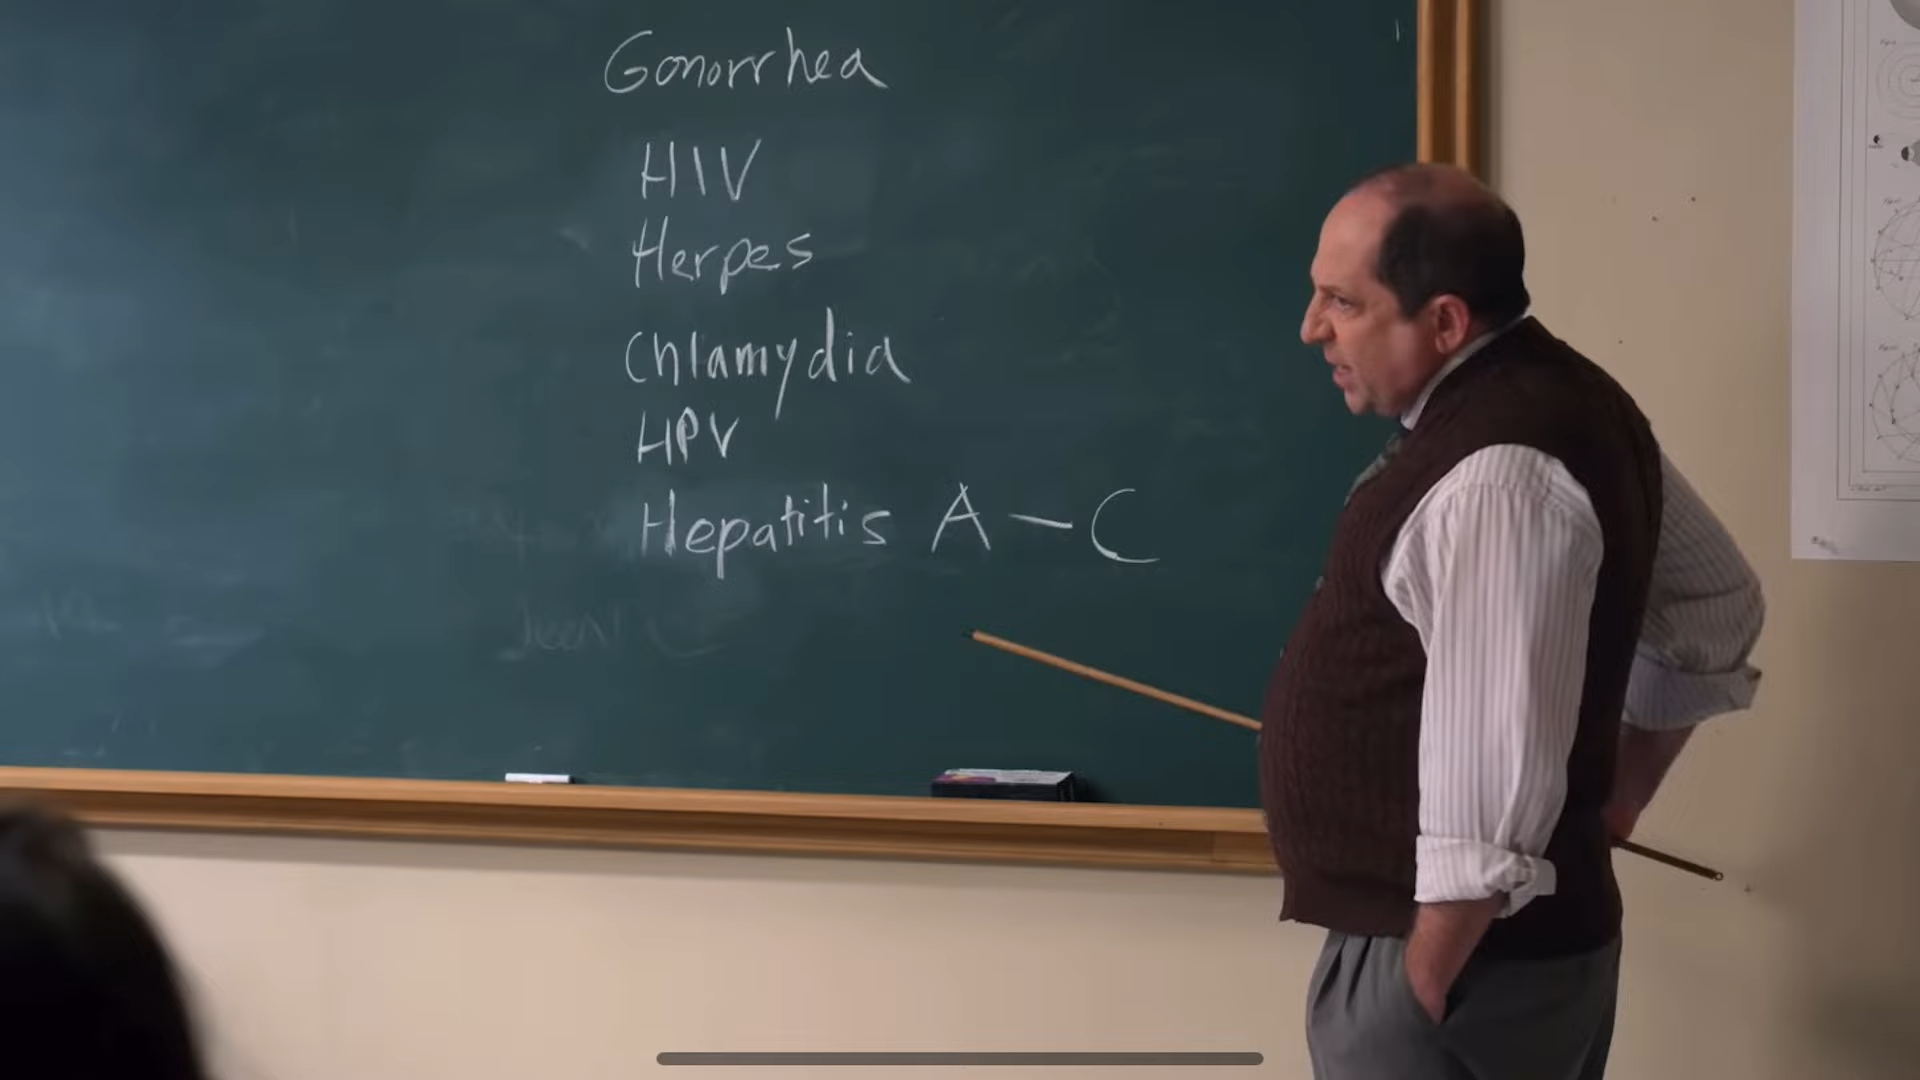 Gonorrhea
HIV
Herpes
Chlamydia
HPV
Hepatitis A – C